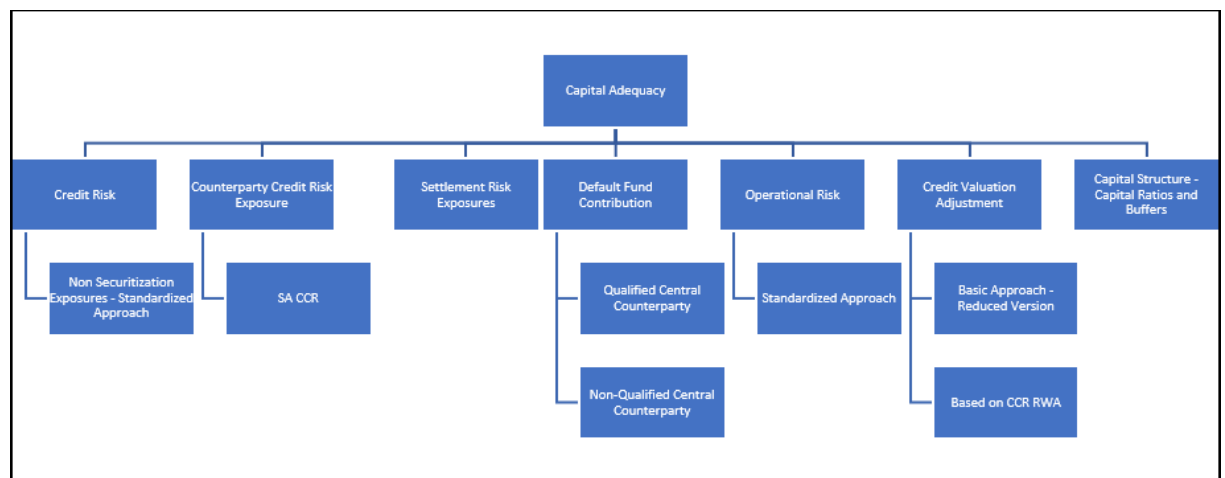 Capital Adequacy
Credit Risk
Counterparty Credit Risk
Exposure
Settlement Risk
Exposures
Default Fund
Contribution
Operational Risk
Credit Valuation
Adjustment
Capital Structure -
Capital Ratios and
Buffers
Non Securitization
Exposures - Standardized
Approach
SA CCR
Qualified Central
Counterparty
Standardized Approach
Basic Approach -
Reduced Version
Non-Qualified Central
Counterparty
Based on CCR RWA